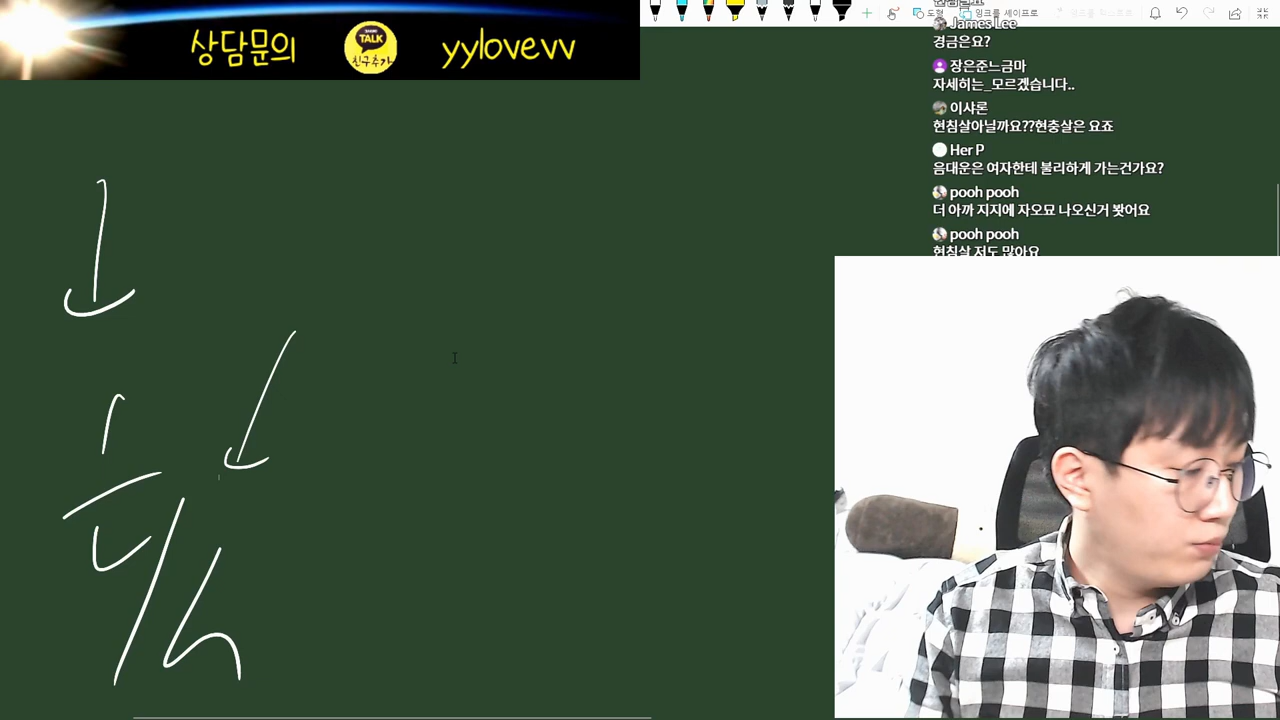 상담문의
TALK
친구추가
yylovevv
도형
잉크를 셰이프로
James Lee
경금은요?
장은준느금마
자세히는_모르겠습니다..
이샤론
현침살아닐까요??현충살은 요죠
Her P
음대운은 여자한테 불리하게 가는건가요?
pooh pooh
더 아까 지지에 자오묘 나오신거 봤어요
pooh pooh
현침살 저도 많아요